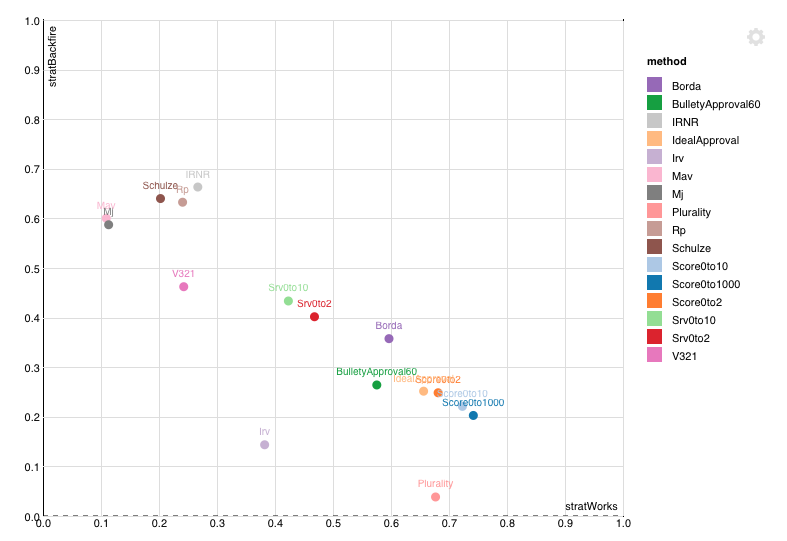 1.0
stratBackfire
0.9
0.8
0.7
0.6
0.5
0.4
0.3
0.2
0.1
0.0
IRNR
Schulze
Rp
Mav
Mj
V321
Srv0to10
Srv0to2
Borda
BulletyApproval60
IdealApproval
Score0to2
Score0to10
Score0to1000
Irv
Plurality
stratWorks
0.0 0.1 0.2 0.3 0.4 0.5 0.6 0.7 0.8 0.9 1.0
method
Borda
BulletyApproval60
IRNR
IdealApproval
Irv
Mav
Mj
Plurality
Rp
Schulze
Score0to10
Score0to1000
Score0to2
Srv0to10
Srv0to2
V321